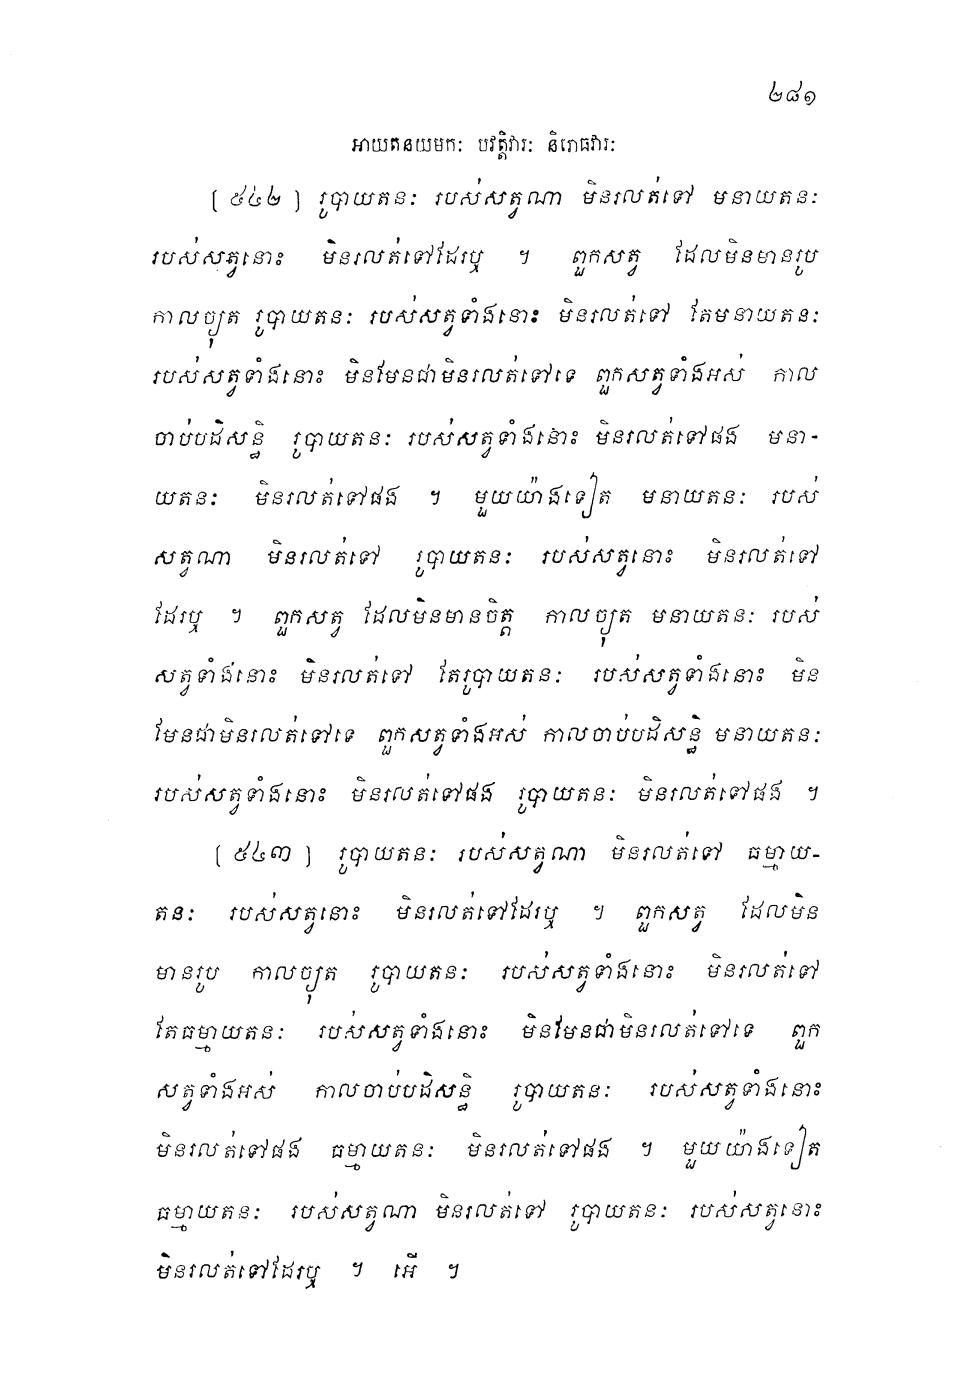 ២៨១
អាយតនយមកៈ បវត្តិវារៈ និរោធវារៈ
[ ៥៤២ ] រូបាយតនៈ របស់សត្វណា មិនរលត់ទៅ មនាយតនៈ
របស់សត្វនោះ មិនរលត់ទៅដែរឬ ។ ពួកសត្វ ដែលមិនមានរូប
កាលច្យុត រូបាយតនៈ របស់សត្វទាំងនោះ មិនរលត់ទៅ តែមនាយតនៈ
របស់សត្វទាំងនោះ មិនមែនជាមិនរលត់ទៅទេ ពួកសត្វទាំងអស់ កាល
ចាប់បដិសន្ធិ រូបាយតនៈ របស់សត្វទាំងនោះ មិនរលត់ទៅផង មនា-
យតនៈ មិនរលត់ទៅផង ។ មួយយ៉ាងទៀត មនាយតនៈ របស់
សត្វណា មិនរលត់ទៅ រូបាយតនៈ របស់សត្វនោះ មិនរលត់ទៅ
ដែរឬ ។ ពួកសត្វ ដែលមិនមានចិត្ត កាលច្យុត មនាយតនៈ របស់
សត្វទាំងនោះ មិនរលត់ទៅ តែរូបាយតនៈ របស់សត្វទាំងនោះ មិន
មែនជាមិនរលត់ទៅទេ ពួកសត្វទាំងអស់ កាលចាប់បដិសន្ធិ មនាយតនៈ
របស់សត្វទាំងនោះ មិនរលត់ទៅផង រូបាយតនៈ មិនរលត់ទៅផង ។
[ ៥៤៣ ] រូបាយតនៈ របស់សត្វណា មិនរលត់ទៅ ធម្មាយ-
តនៈ របស់សត្វនោះ មិនរលត់ទៅដែរឬ ។ ពួកសត្វ ដែលមិន
មានរូប កាលច្យុត រូបាយតនៈ របស់សត្វទាំងនោះ មិនរលត់ទៅ
តែធម្មាយតនៈ របស់សត្វទាំងនោះ មិនមែនជាមិនរលត់ទៅទេ ពួក
សត្វទាំងអស់ កាលចាប់បដិសន្ធិ រូបាយតនៈ របស់សត្វទាំងនោះ
មិនរលត់ទៅផង ធម្មាយតនៈ មិនរលត់ទៅផង ។ មួយយ៉ាងទៀត
ធម្មាយតនៈ របស់សត្វណា មិនរលត់ទៅ រូបាយតនៈ របស់សត្វនោះ
មិនរលត់ទៅដែរឬ ។ អើ ។